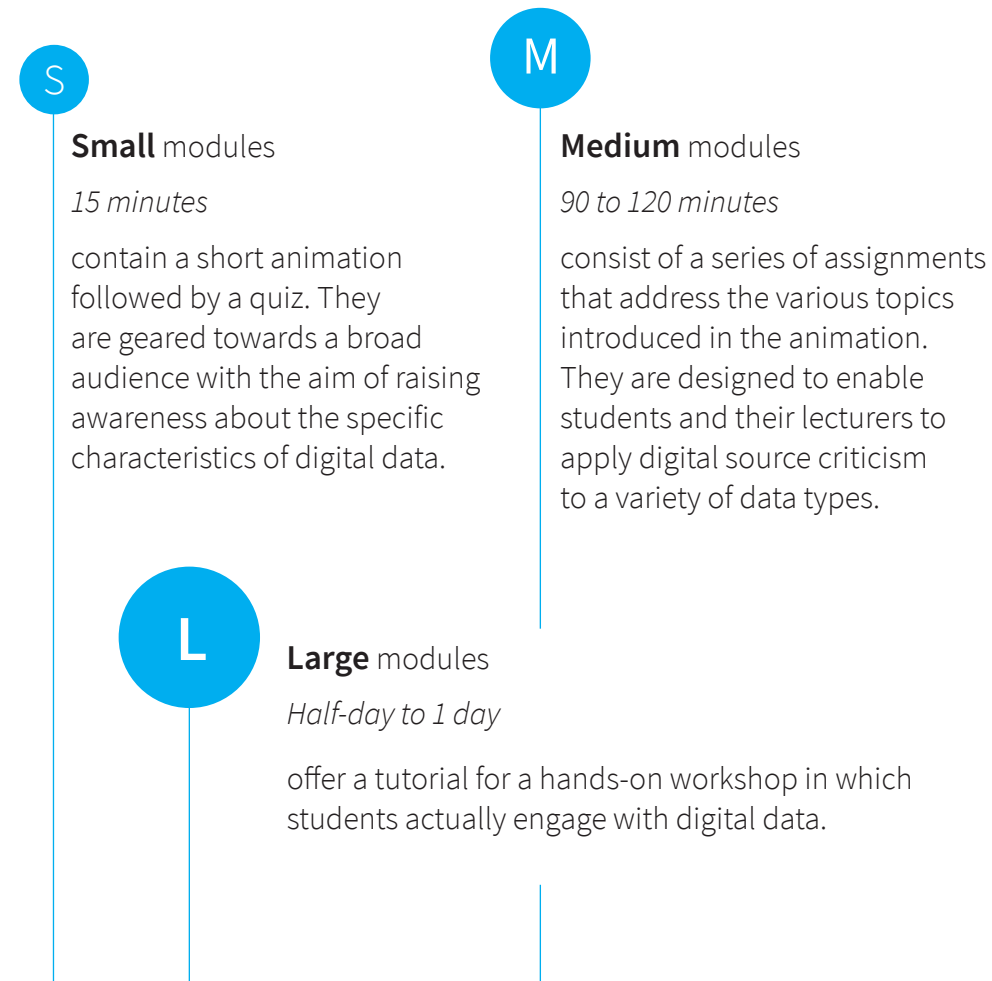 S
Small modules
15 minutes
contain a short animation
followed by a quiz. They
are geared towards a broad
audience with the aim of raising
awareness about the specific
characteristics of digital data.
M
Medium modules
90 to 120 minutes
consist of a series of assignments
that address the various topics
introduced in the animation.
They are designed to enable
students and their lecturers to
apply digital source criticism
to a variety of data types.
L
Large modules
Half-day to 1 day
offer a tutorial for a hands-on workshop in which
students actually engage with digital data.